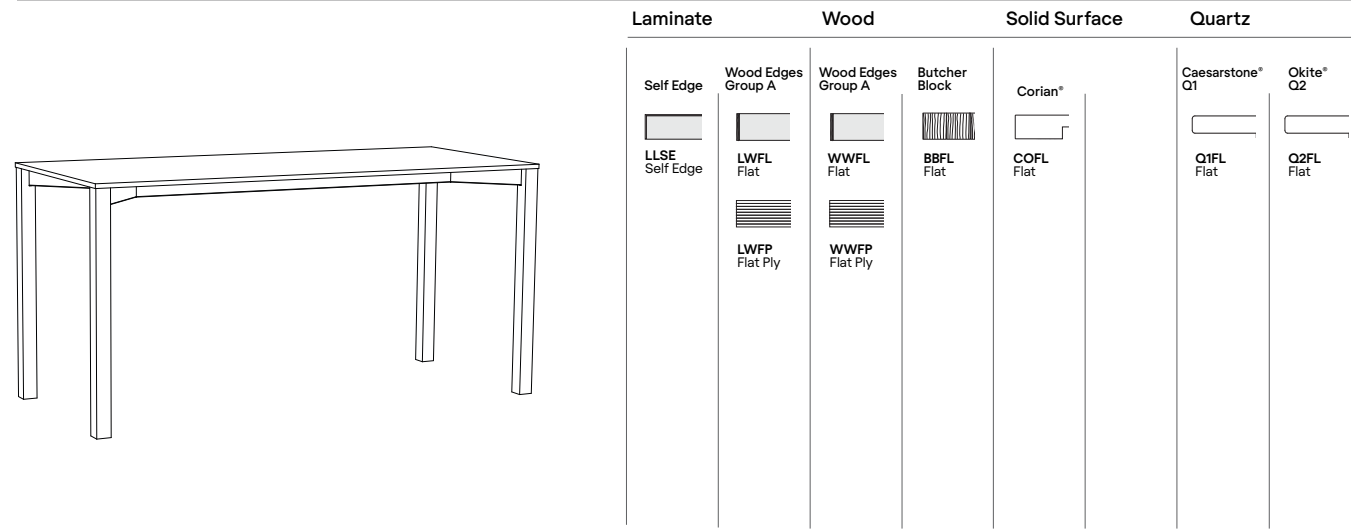 Laminate
Wood
Solid Surface
Quartz
Self Edge
Wood Edges
Group A
Wood Edges
Group A
Butcher
Block
Corian®
Caesarstone®
Q1
Okite®
Q2
LLSE
Self Edge
LWFL
Flat
WWFL
Flat
BBFL
Flat
COFL
Flat
Q1FL
Flat
Q2FL
Flat
LWFP
Flat Ply
WWFP
Flat Ply